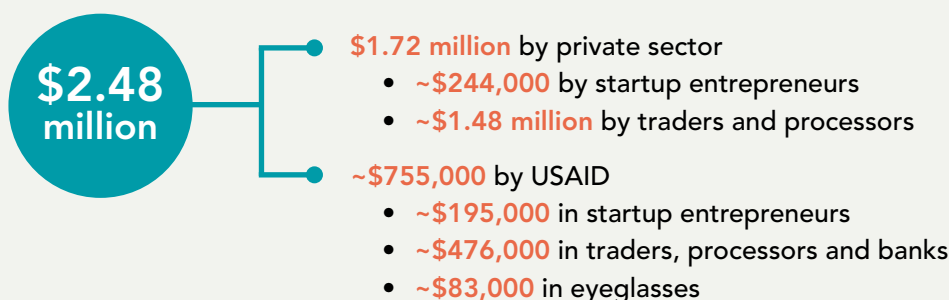 $2.48
million
$1.72 million by private sector
• ~$244,000 by startup entrepreneurs
• ~$1.48 million by traders and processors
~$755,000 by USAID
• ~$195,000 in startup entrepreneurs
• ~$476,000 in traders, processors and banks
• ~$83,000 in eyeglasses